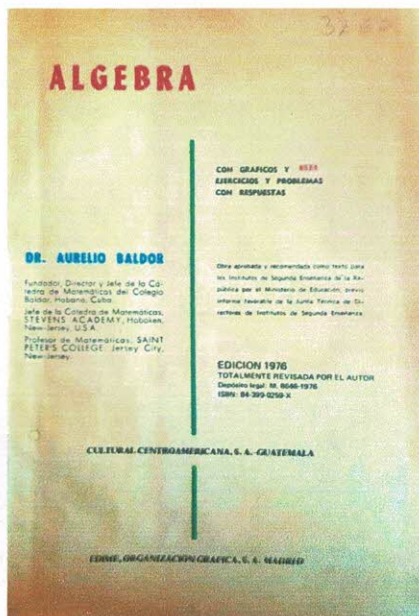 ALGEBRA
CON GRAFICOS Y 6523
EJERCICIOS Y PROBLEMAS
CON RESPUESTAS
DR. AURELIO BALDOR
Fundador, Director y Jefe de la Cá-
tedra de Matemáticas del Colegio
Baldor, Habana, Cuba.
Jefe de la Cátedra de Matemáticas,
STEVENS ACADEMY, Hoboken,
New-Jersey, U.S.A.
Profesor de Matemáticas, SAINT
PETER'S COLLEGE, Jersey City,
New-Jersey.
Obra aprobada y recomendada como texto para
los Institutos de Segunda Enseñanza de la Re-
pública por el Ministerio de Educación, previo
informe favorable de la Junta Técnica de Di-
rectores de Institutos de Segunda Enseñanza
EDICION 1976
TOTALMENTE REVISADA POR EL AUTOR
Depósito legal: M. 8646-1976
ISBN: 84-399-0259-X
CULTURAL CENTROAMERICANA, S. A.-GUATEMALA
EDIME, ORGANIZACION GRAFICA, S. A. MADRID